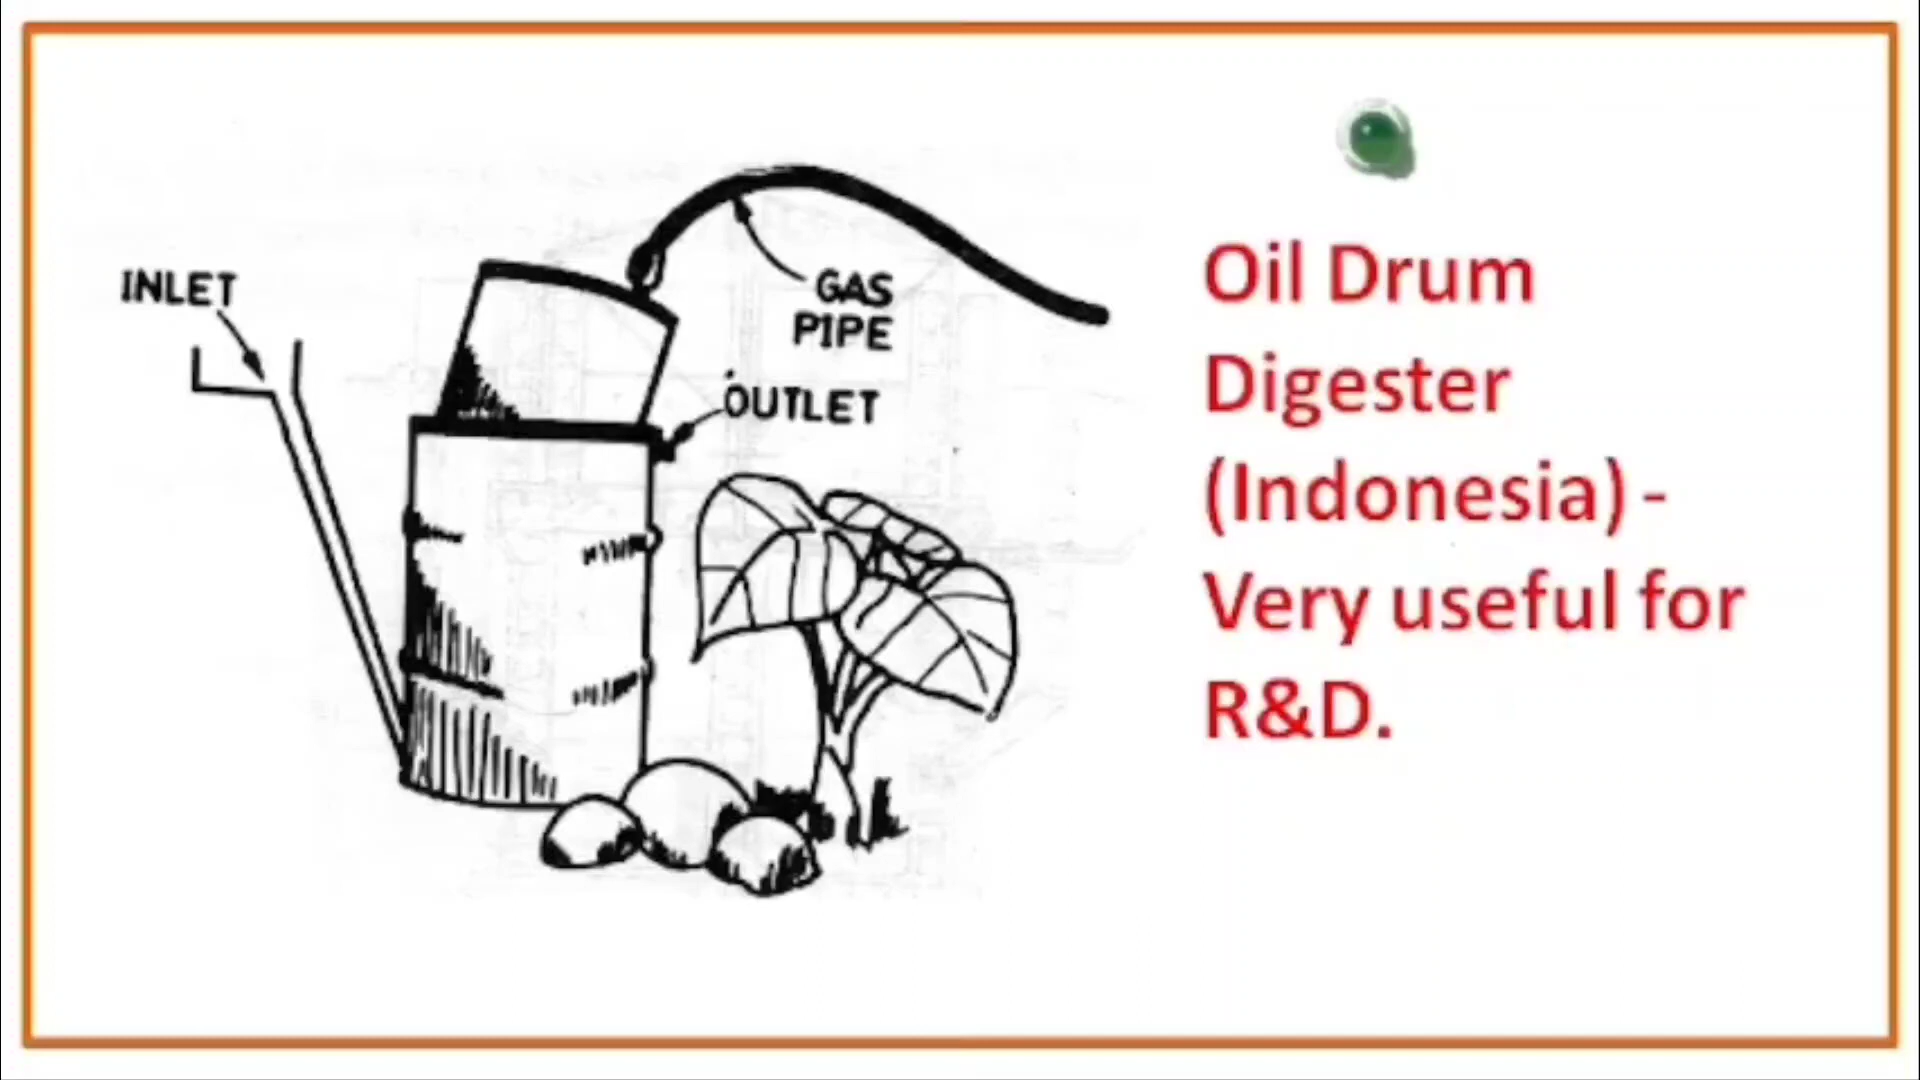 INLET
GAS
PIPE
OUTLET
Oil Drum
Digester
(Indonesia) -
Very useful for
R&D.